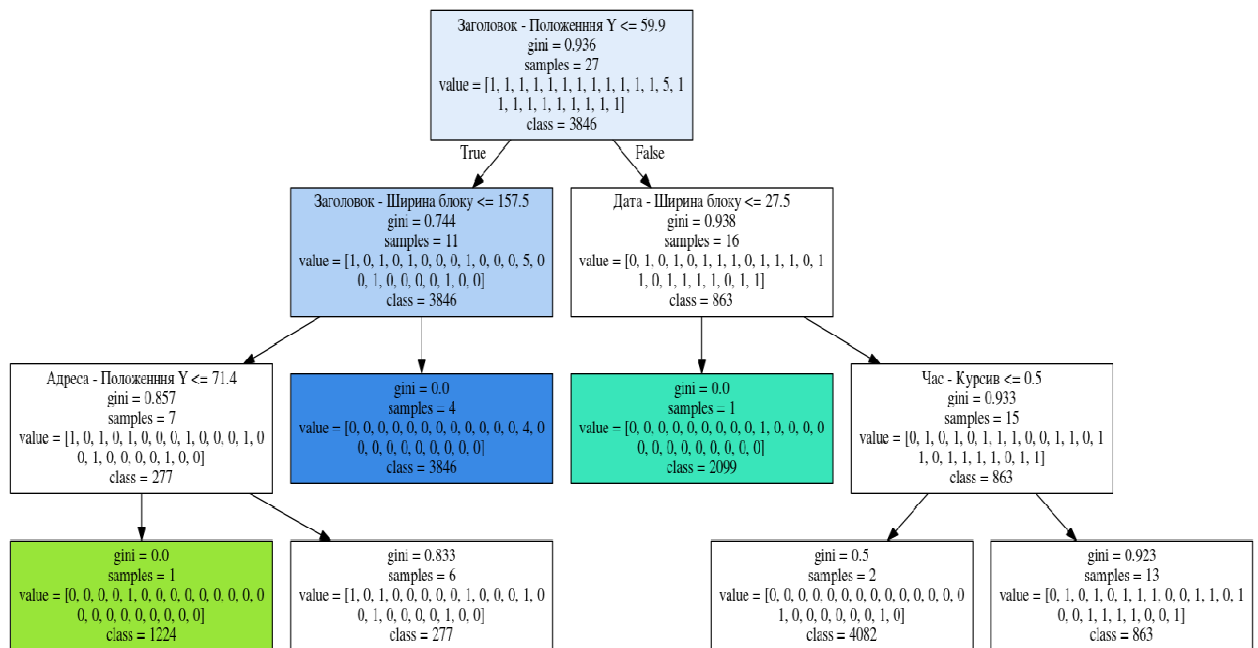 Заголовок - Положенння Y <= 59.9
gini = 0.936
samples = 27
value = [1, 1, 1, 1, 1, 1, 1, 1, 1, 1, 1, 1, 5, 1
1, 1, 1, 1, 1, 1, 1, 1, 1]
class = 3846
True
False
Заголовок - Ширина блоку <= 157.5
gini = 0.744
samples = 11
value = [1, 0, 1, 0, 1, 0, 0, 0, 1, 0, 0, 0, 5, 0
0, 1, 0, 0, 0, 0, 1, 0, 0]
class = 3846
Дата - Ширина блоку <= 27.5
gini = 0.938
samples = 16
value = [0, 1, 0, 1, 0, 1, 1, 1, 0, 1, 1, 1, 0, 1
1, 0, 1, 1, 1, 1, 0, 1, 1]
class = 863
Адреса - Положенння Y <= 71.4
gini = 0.857
samples = 7
value = [1, 0, 1, 0, 1, 0, 0, 0, 1, 0, 0, 0, 1, 0
0, 1, 0, 0, 0, 0, 1, 0, 0]
class = 277
gini = 0.0
samples = 4
value = [0, 0, 0, 0, 0, 0, 0, 0, 0, 0, 0, 0, 4, 0
0, 0, 0, 0, 0, 0, 0, 0, 0]
class = 3846
gini = 0.0
samples = 1
value = [0, 0, 0, 0, 0, 0, 0, 0, 0, 1, 0, 0, 0, 0
0, 0, 0, 0, 0, 0, 0, 0, 0]
class = 2099
Час - Курсив <= 0.5
gini = 0.933
samples = 15
value = [0, 1, 0, 1, 0, 1, 1, 1, 0, 0, 1, 1, 0, 1
1, 0, 1, 1, 1, 1, 0, 1, 1]
class = 863
gini = 0.0
samples = 1
value = [0, 0, 0, 0, 1, 0, 0, 0, 0, 0, 0, 0, 0, 0
0, 0, 0, 0, 0, 0, 0, 0, 0]
class = 1224
gini = 0.833
samples = 6
value = [1, 0, 1, 0, 0, 0, 0, 0, 1, 0, 0, 0, 1, 0
0, 1, 0, 0, 0, 0, 1, 0, 0]
class = 277
gini = 0.5
samples = 2
value = [0, 0, 0, 0, 0, 0, 0, 0, 0, 0, 0, 0, 0, 0
1, 0, 0, 0, 0, 0, 0, 1, 0]
class = 4082
gini = 0.923
samples = 13
value = [0, 1, 0, 1, 0, 1, 1, 1, 0, 0, 1, 1, 0, 1
0, 0, 1, 1, 1, 1, 0, 0, 1]
class = 863